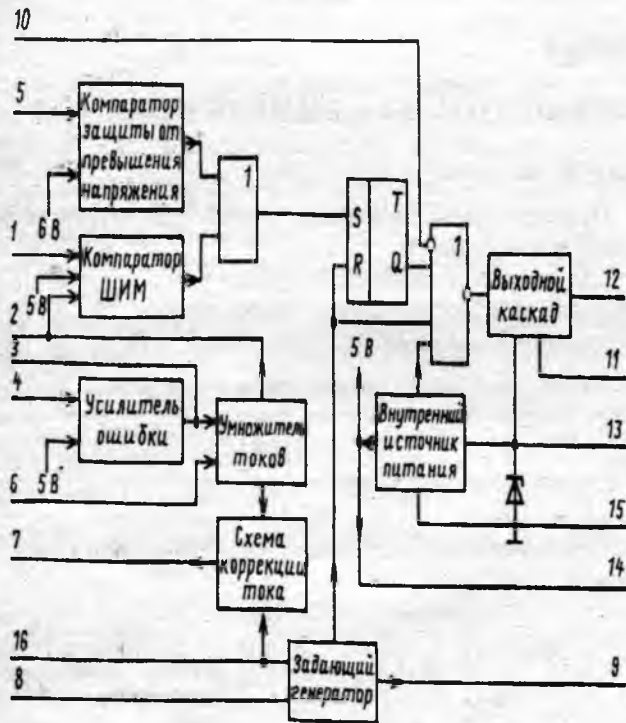 10
5
Компаратор
защиты от
превышения
напряжения
1
6 В
1
Компаратор
ШИМ
5 В
2
3
4
Усилитель
ошибки
5 В
6
Умножитель
токов
7
Схема
коррекции
тока
16
8
Задающий
генератор
9
S
T
R
Q
1
Выходной
каскад
12
11
5 В
Внутренний
источник
питания
13
15
14